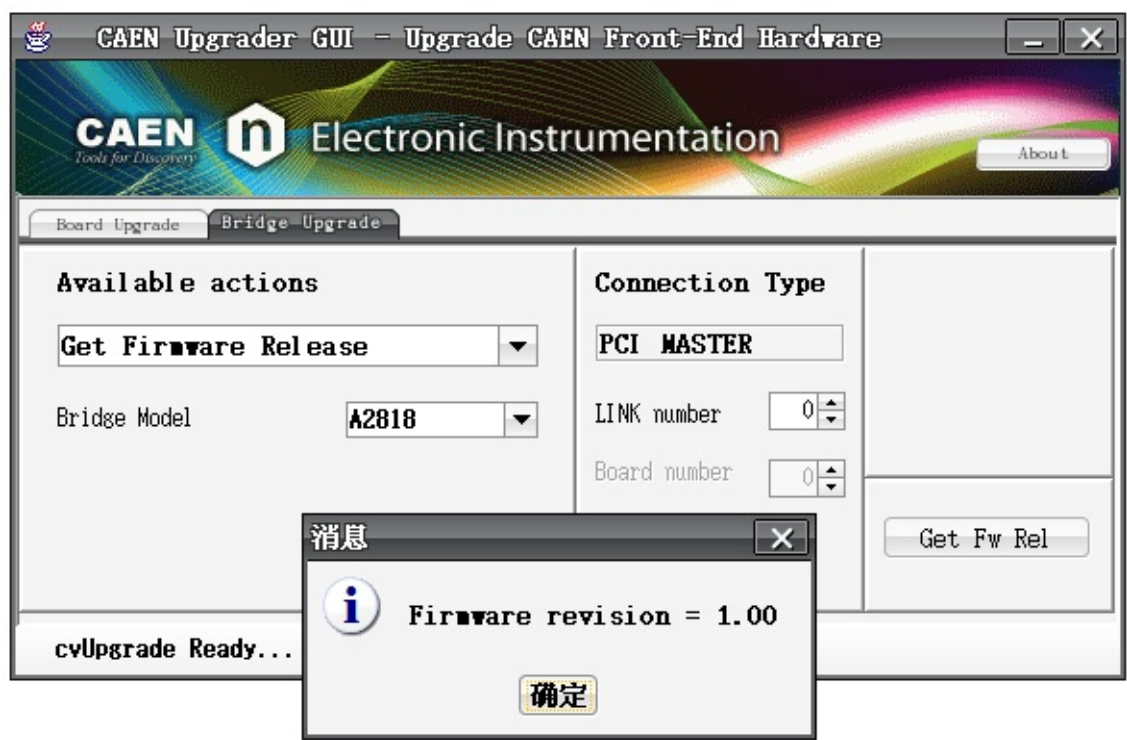 CAEN Upgrader GUI - Upgrade CAEN Front-End Hardware
CAEN
Tools for Discovery
n
Electronic Instrumentation
About
Board Upgrade
Bridge Upgrade
Available actions
Get Firmware Release
Bridge Model
A2818
Connection Type
PCI MASTER
LINK number
0
Board number
0
Get Fw Rel
cvUpgrade Ready...
消息
i
Firmware revision = 1.00
确定